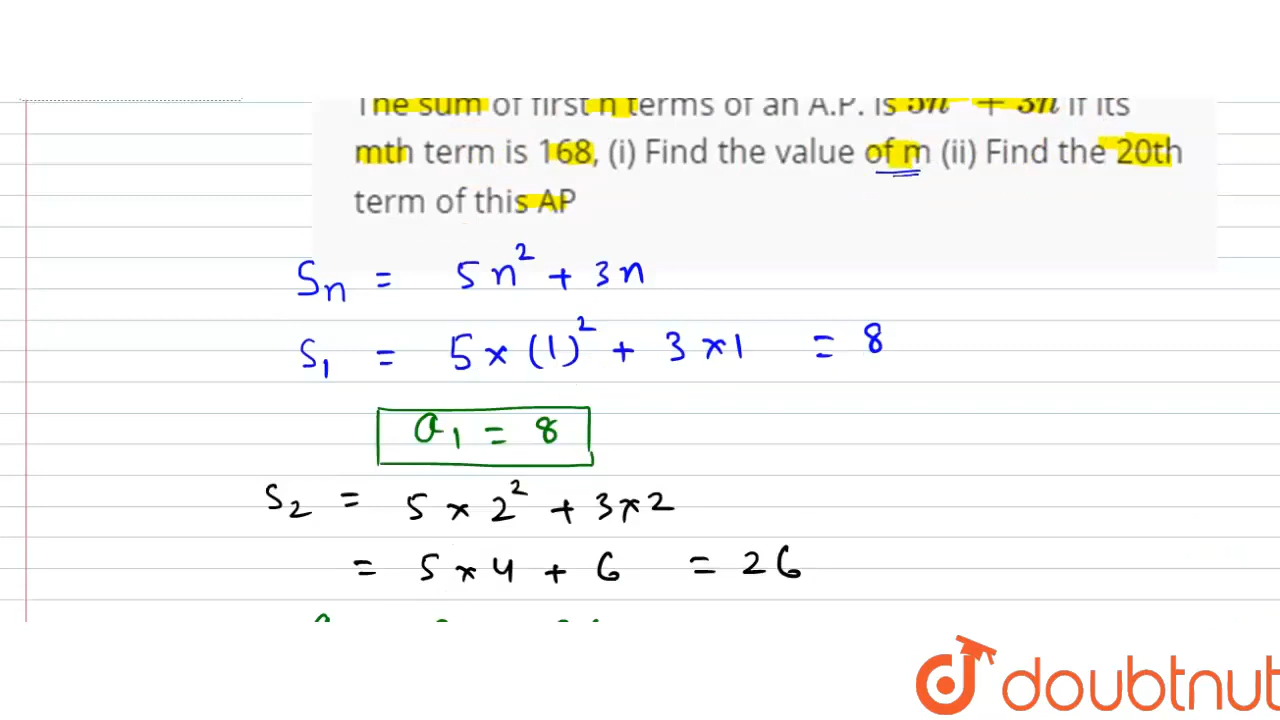 The sum of first n terms of an A.P. is 5n² + 3n If its
mth term is 168, (i) Find the value of m (ii) Find the 20th
term of this AP
Sn = 5n² + 3n
S₁ = 5 × (1)² + 3 × 1 = 8
a₁ = 8
S₂ = 5 × 2² + 3 × 2
= 5 × 4 + 6 = 26
doubtnut